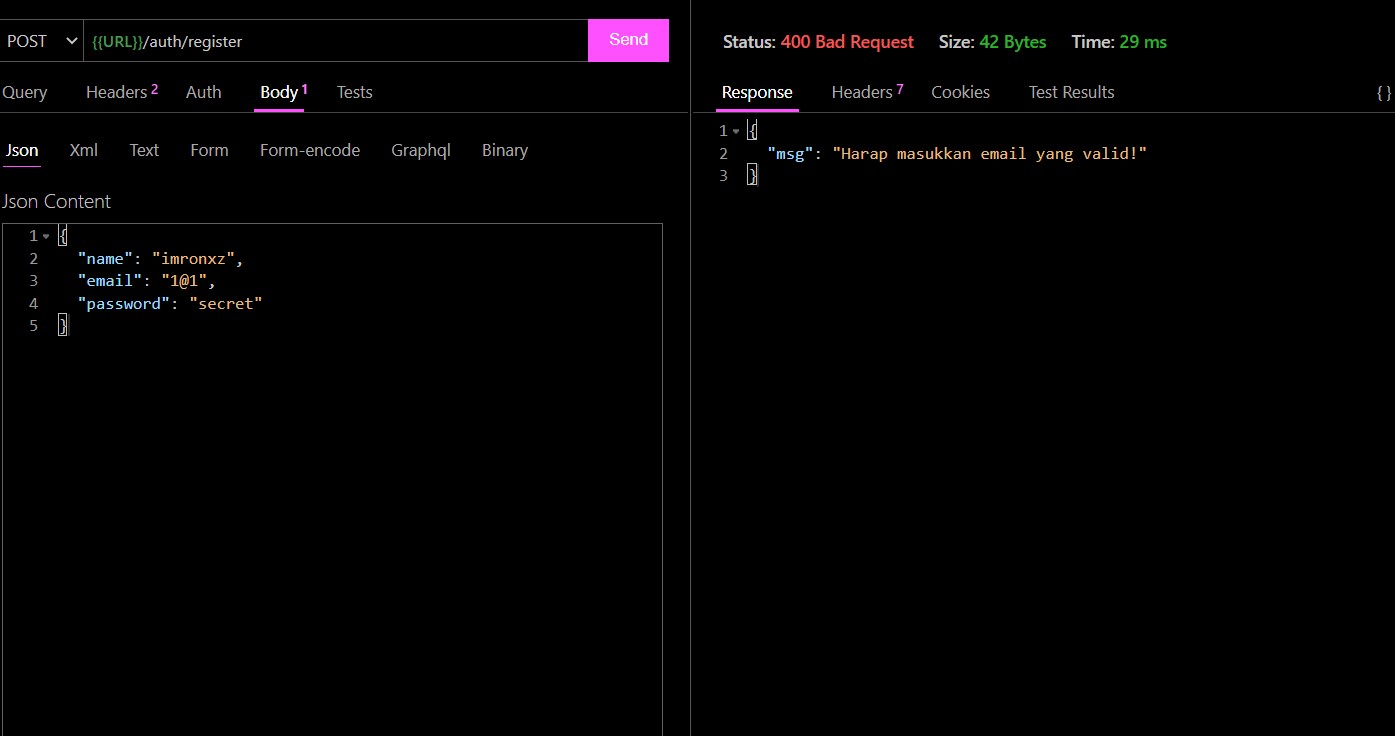 POST {{URL}}/auth/register Send
Query Headers 2 Auth Body 1 Tests
Json Xml Text Form Form-encode Graphql Binary
Json Content
1 {
2 "name": "imronxz",
3 "email": "1@1",
4 "password": "secret"
5 }
Status: 400 Bad Request Size: 42 Bytes Time: 29 ms
Response Headers 7 Cookies Test Results {}
1 {
2 "msg": "Harap masukkan email yang valid!"
3 }